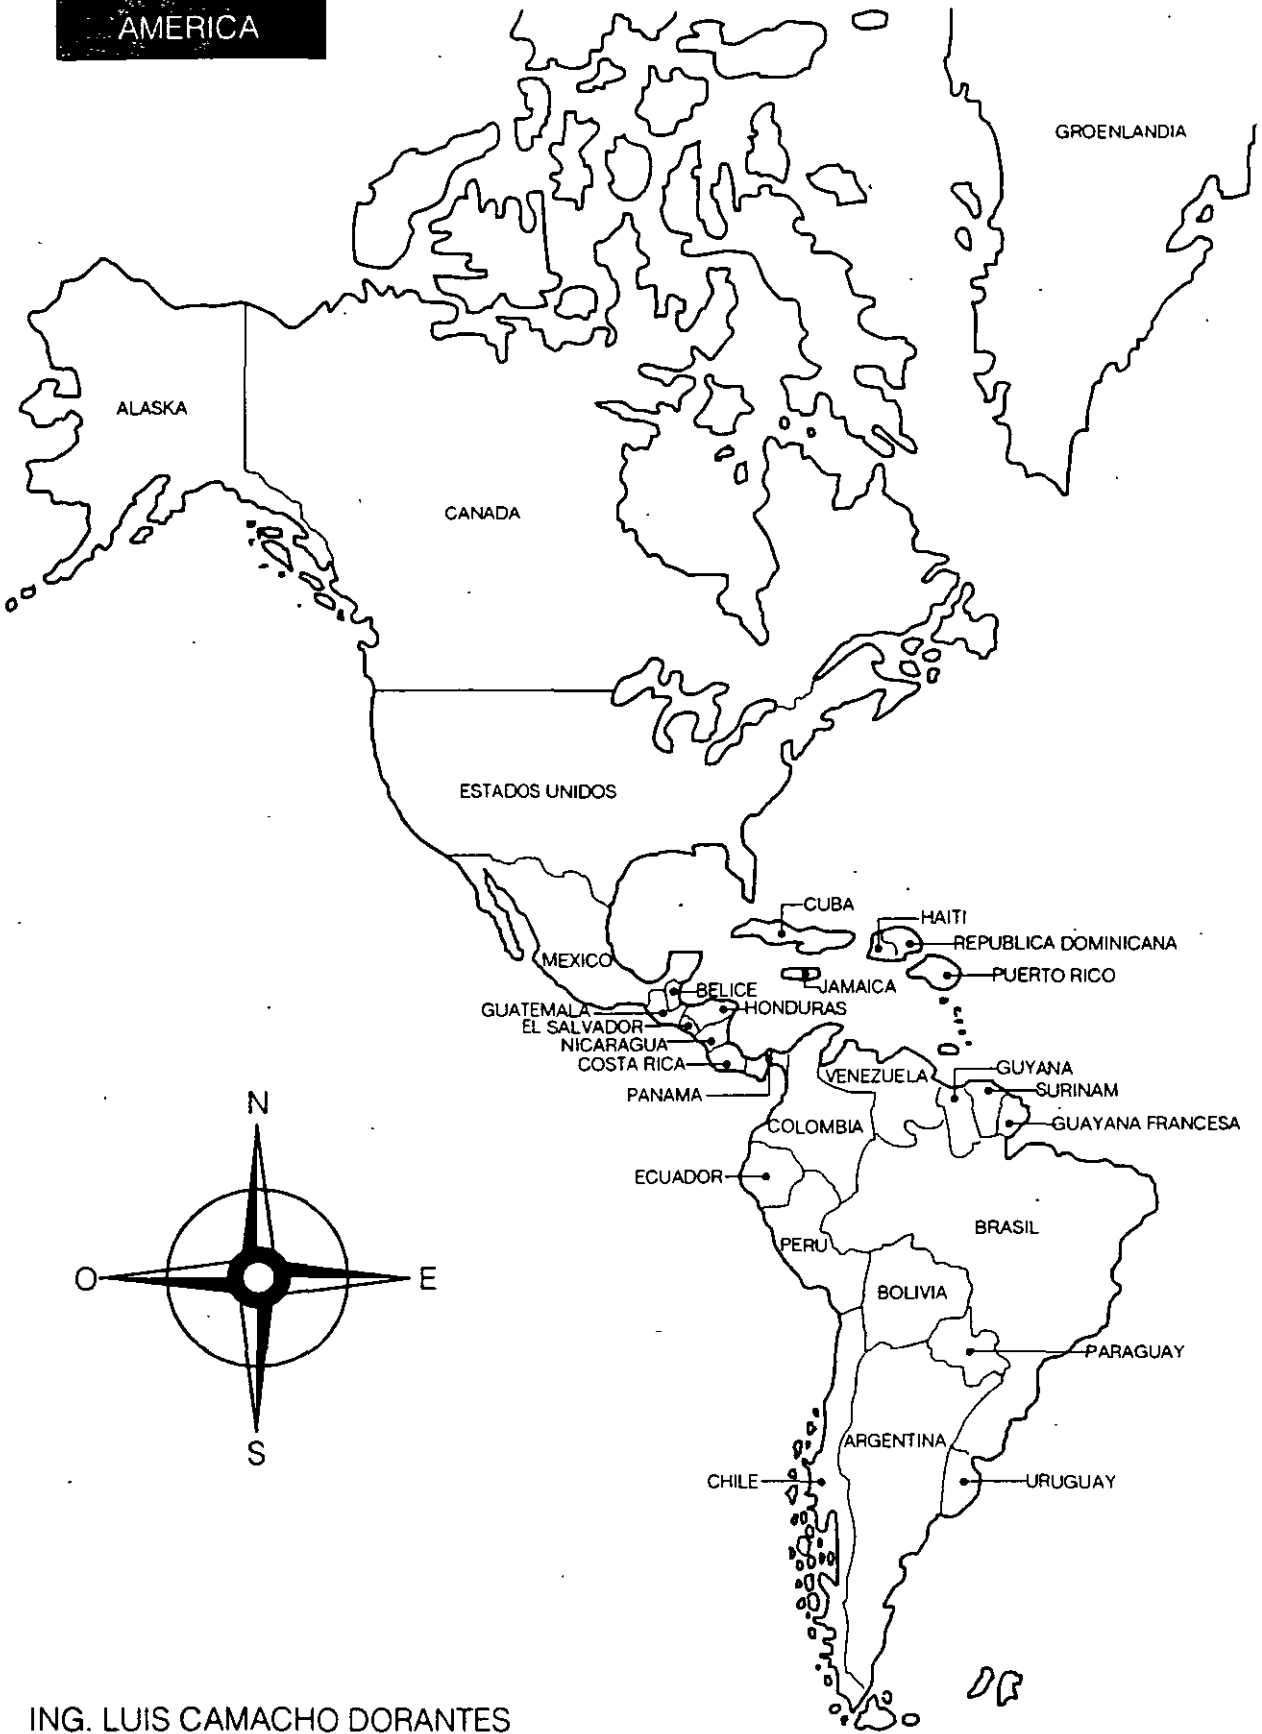 AMERICA
GROENLANDIA
ALASKA
CANADA
ESTADOS UNIDOS
CUBA
HAITI
REPUBLICA DOMINICANA
MEXICO
PUERTO RICO
JAMAICA
BELICE
GUATEMALA
HONDURAS
EL SALVADOR
NICARAGUA
COSTA RICA
PANAMA
VENEZUELA
GUYANA
SURINAM
GUAYANA FRANCESA
COLOMBIA
ECUADOR
BRASIL
PERU
BOLIVIA
PARAGUAY
ARGENTINA
CHILE
URUGUAY
N
O
E
S
ING. LUIS CAMACHO DORANTES